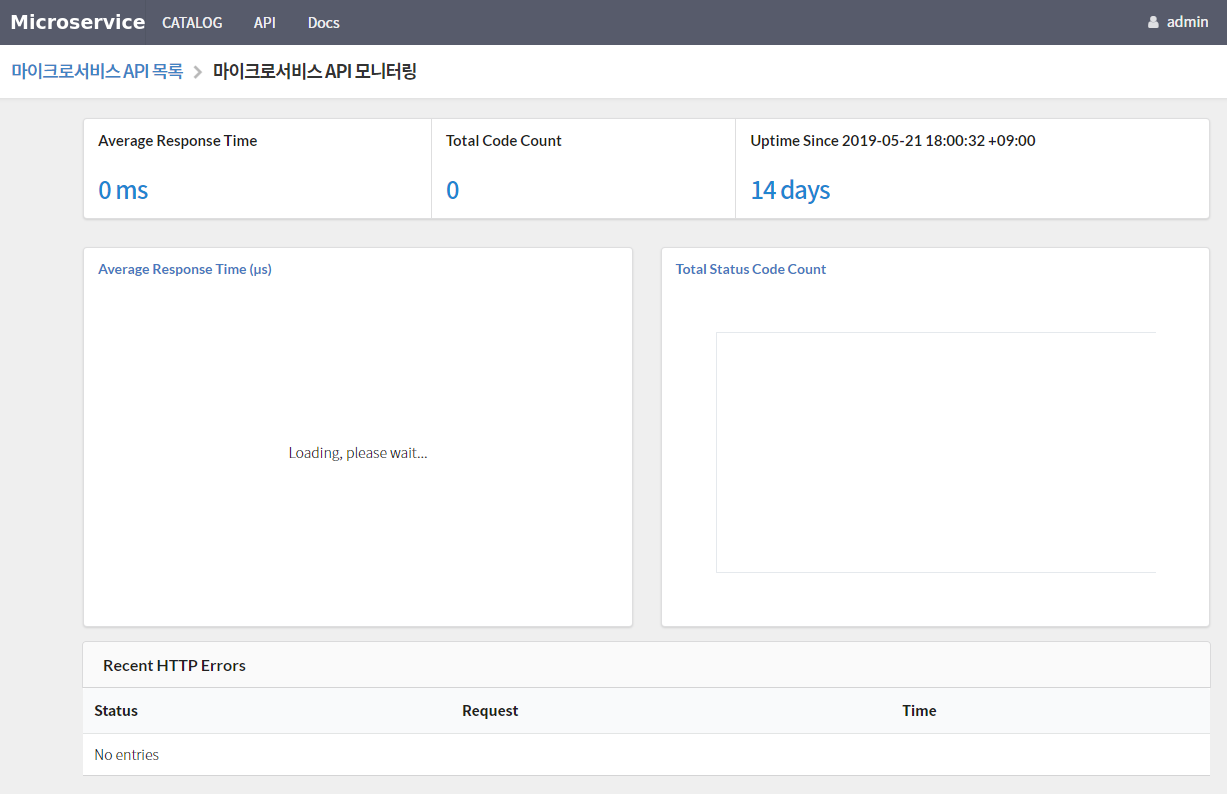 Microservice CATALOG API Docs admin
마이크로서비스 API 목록 > 마이크로서비스 API 모니터링
Average Response Time Total Code Count Uptime Since 2019-05-21 18:00:32 +09:00
0 ms 0 14 days
Average Response Time (µs) Total Status Code Count
Loading, please wait...
Recent HTTP Errors
Status Request Time
No entries